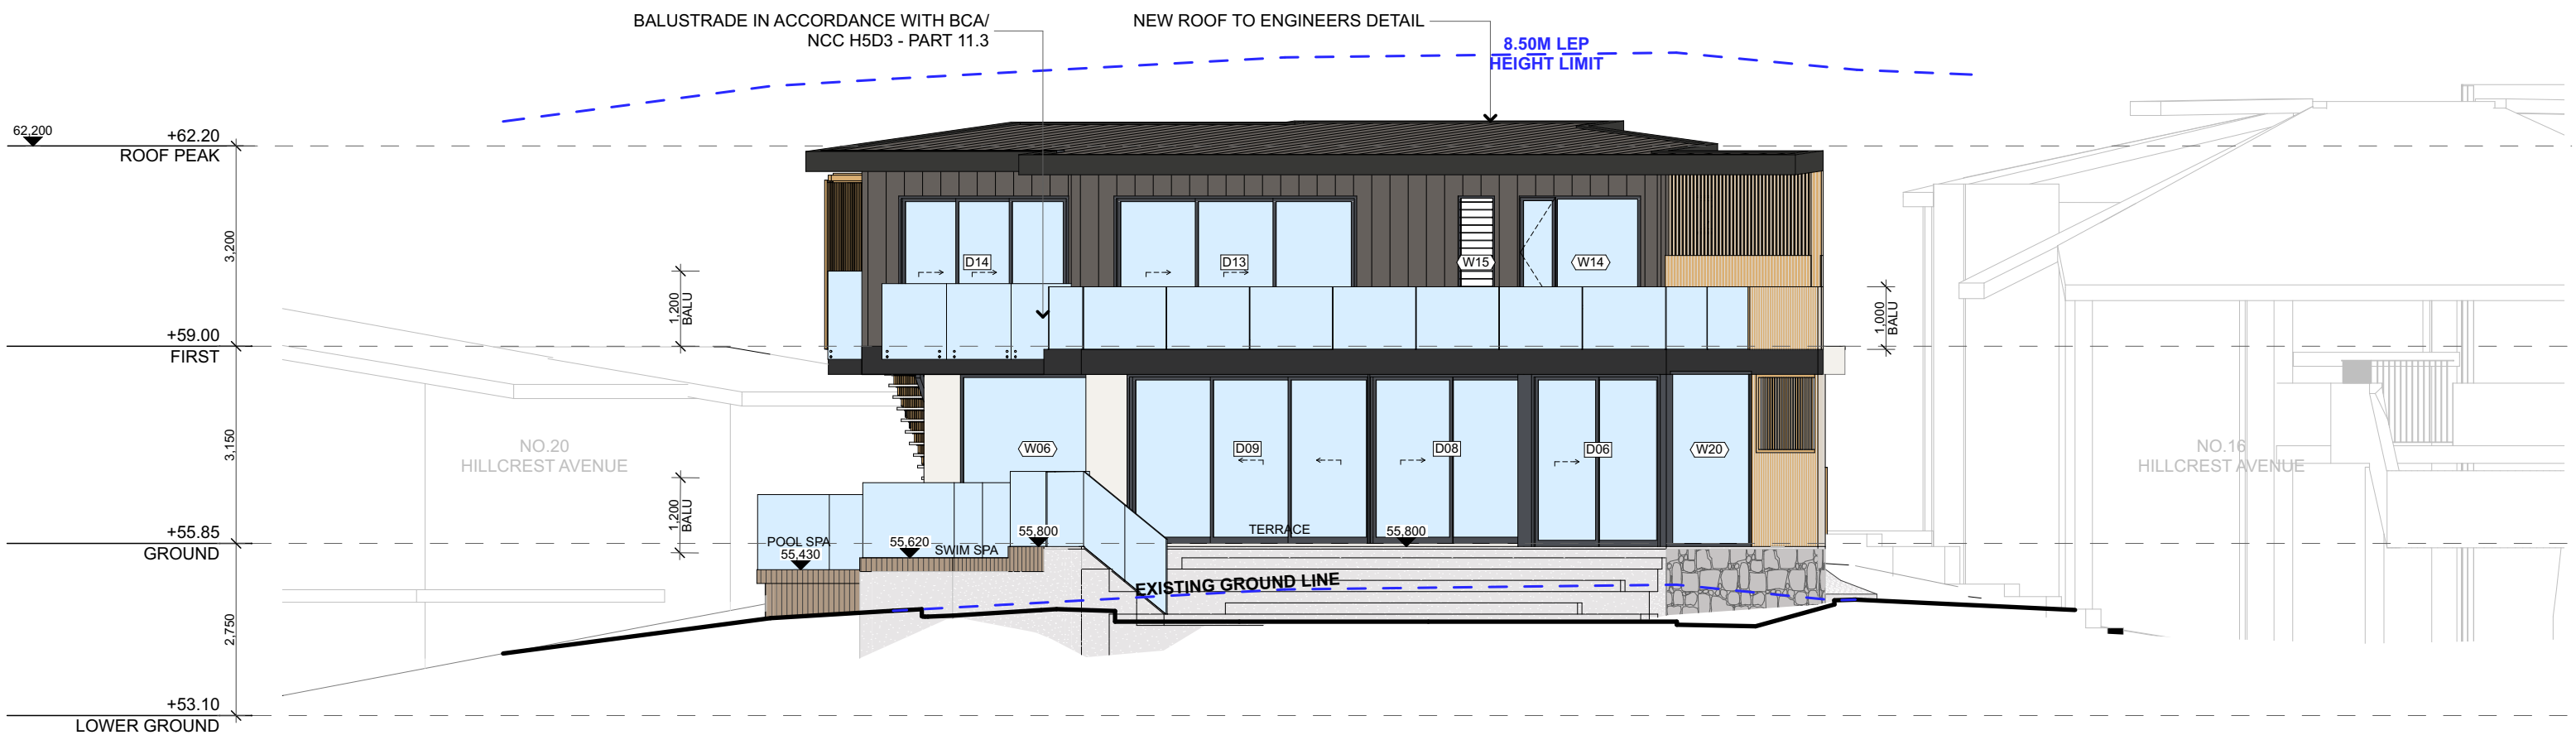 BALUSTRADE IN ACCORDANCE WITH BCA/
NCC H5D3 - PART 11.3
NEW ROOF TO ENGINEERS DETAIL
8.50M LEP
HEIGHT LIMIT
62,200
+62.20
ROOF PEAK
3,200
D14
D13
W15
W14
1,200
BALU
1,000
BALU
+59.00
FIRST
3,150
NO.20
HILLCREST AVENUE
W06
D09
D08
D06
W20
NO.16
HILLCREST AVENUE
1,200
BALU
+55.85
GROUND
POOL SPA
55,430
55,620
SWIM SPA
55,800
TERRACE
55,800
EXISTING GROUND LINE
2,750
+53.10
LOWER GROUND